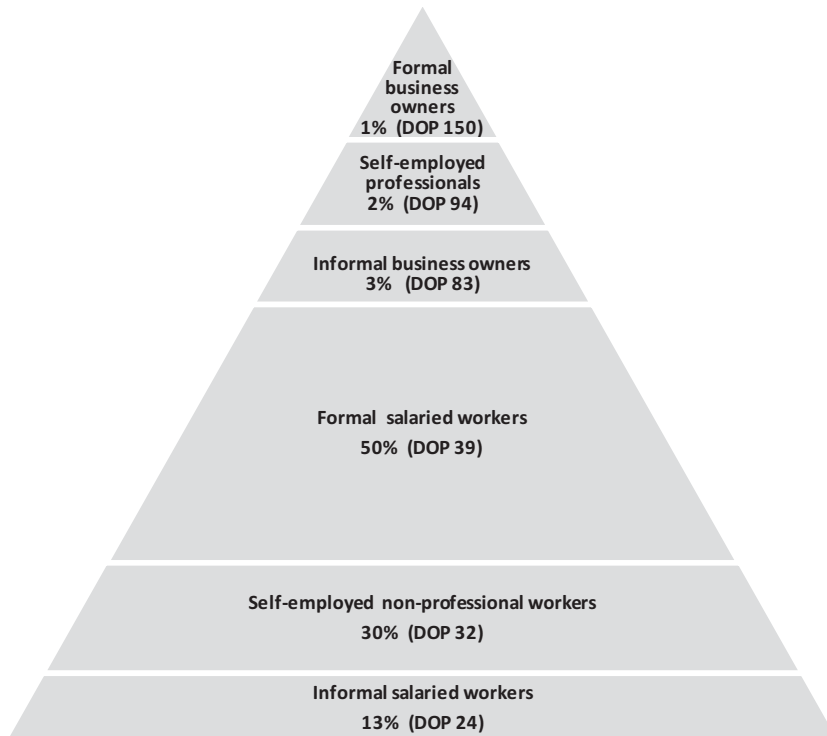 Formal
business
owners
1% (DOP 150)
Self-employed
professionals
2% (DOP 94)
Informal business owners
3% (DOP 83)
Formal salaried workers
50% (DOP 39)
Self-employed non-professional workers
30% (DOP 32)
Informal salaried workers
13% (DOP 24)